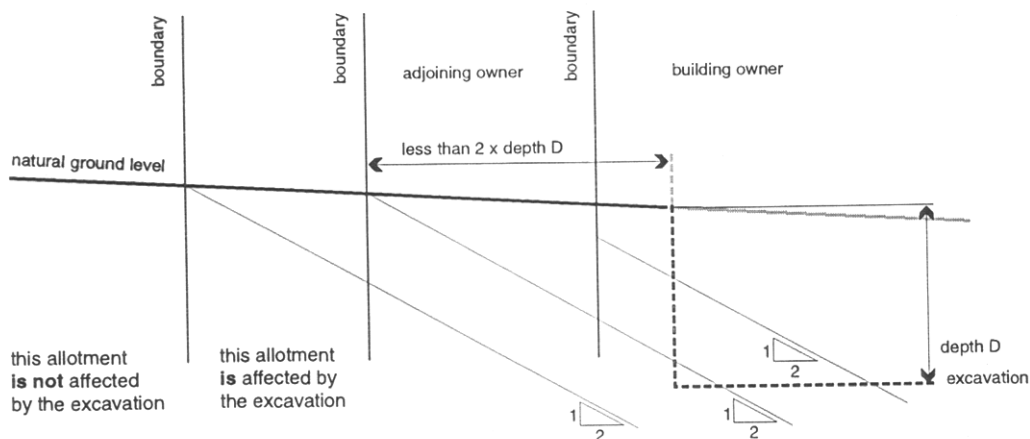 boundary
boundary
boundary
adjoining owner
building owner
less than 2 x depth D
natural ground level
this allotment
is not affected
by the excavation
this allotment
is affected by
the excavation
1
2
1
2
1
2
depth D
excavation